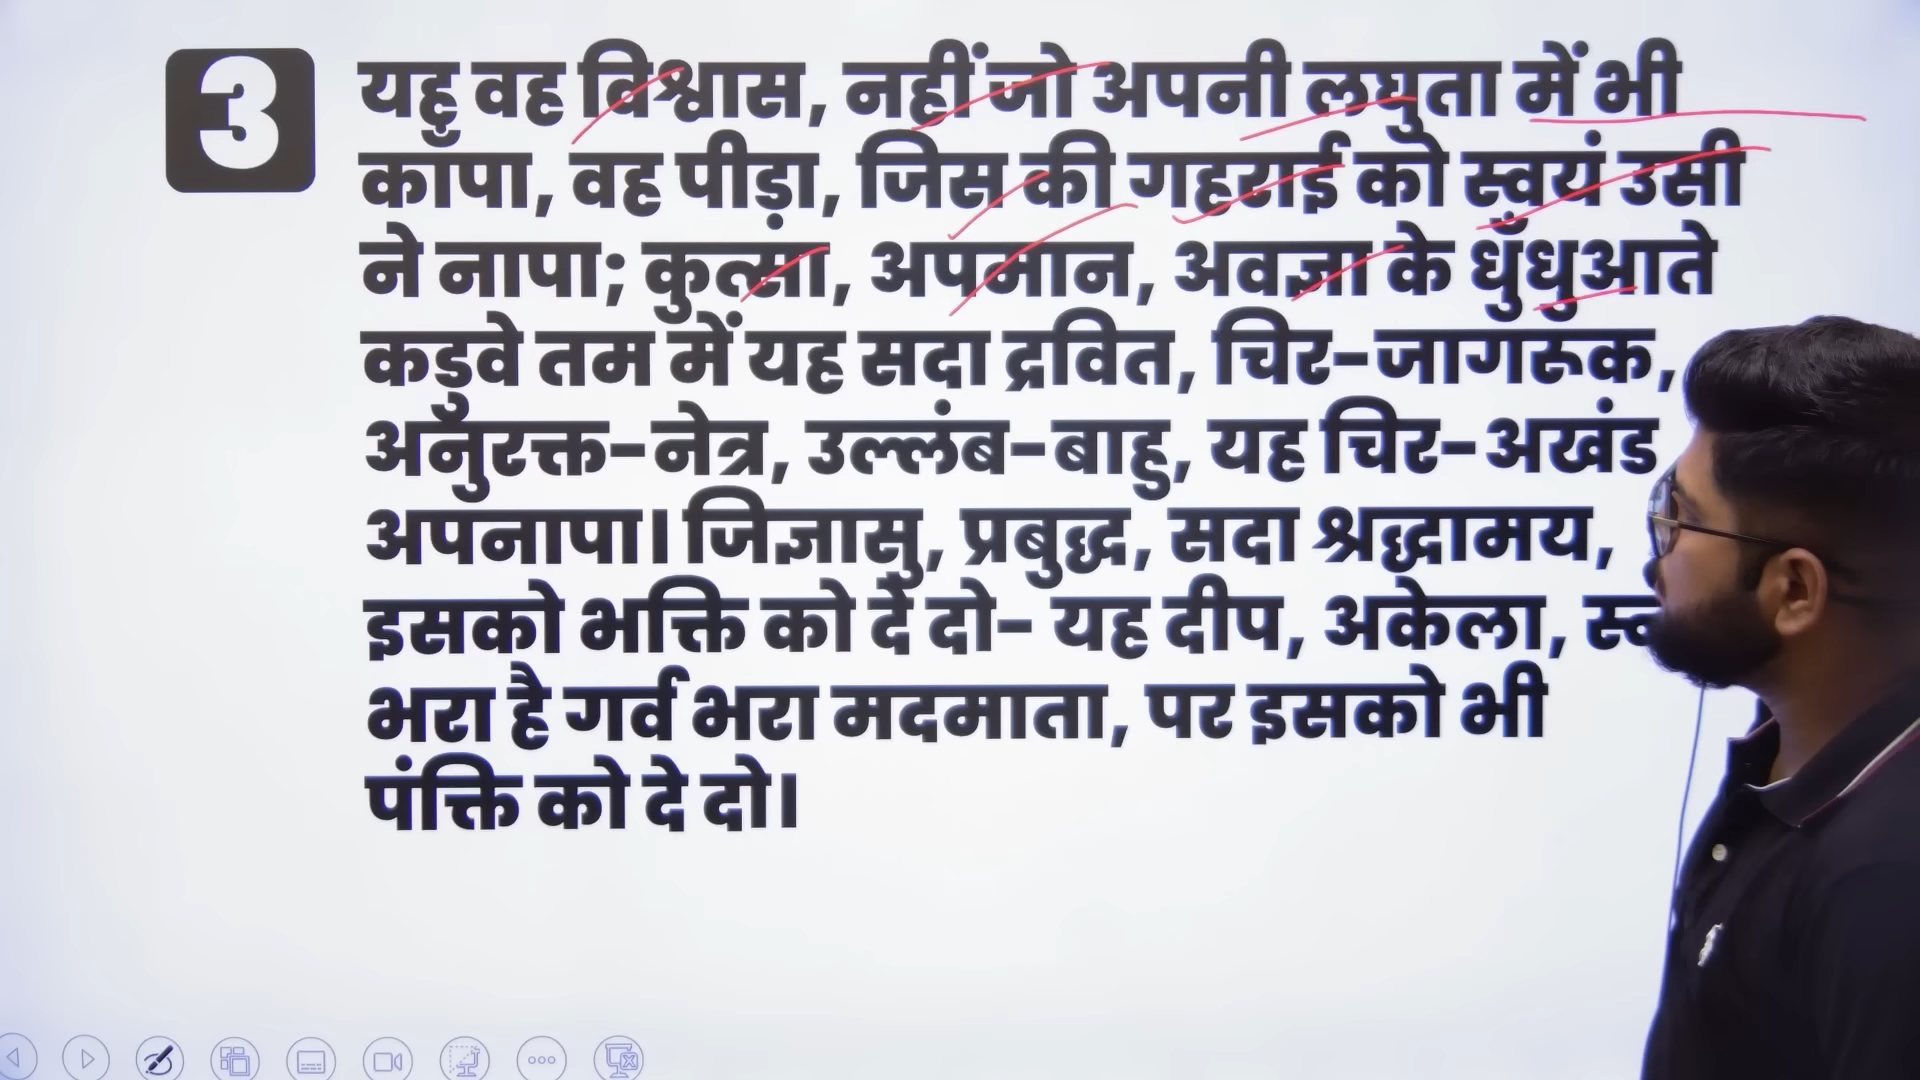 3
यह वह विश्वास, नहीं जो अपनी लघुता में भी
काँपा, वह पीड़ा, जिस की गहराई को स्वयं उसी
ने नापा; कुत्सा, अपमान, अवज्ञा के धुँधुआते
कडुवे तम में यह सदा द्रवित, चिर-जागरूक,
अनुरक्त-नेत्र, उल्लंब-बाहु, यह चिर-अखंड
अपनापा। जिज्ञासु, प्रबुद्ध, सदा श्रद्धामय,
इसको भक्ति को दे दो- यह दीप, अकेला,
भरा है गर्व भरा मदमाता, पर इसको भी
पंक्ति को दे दो।